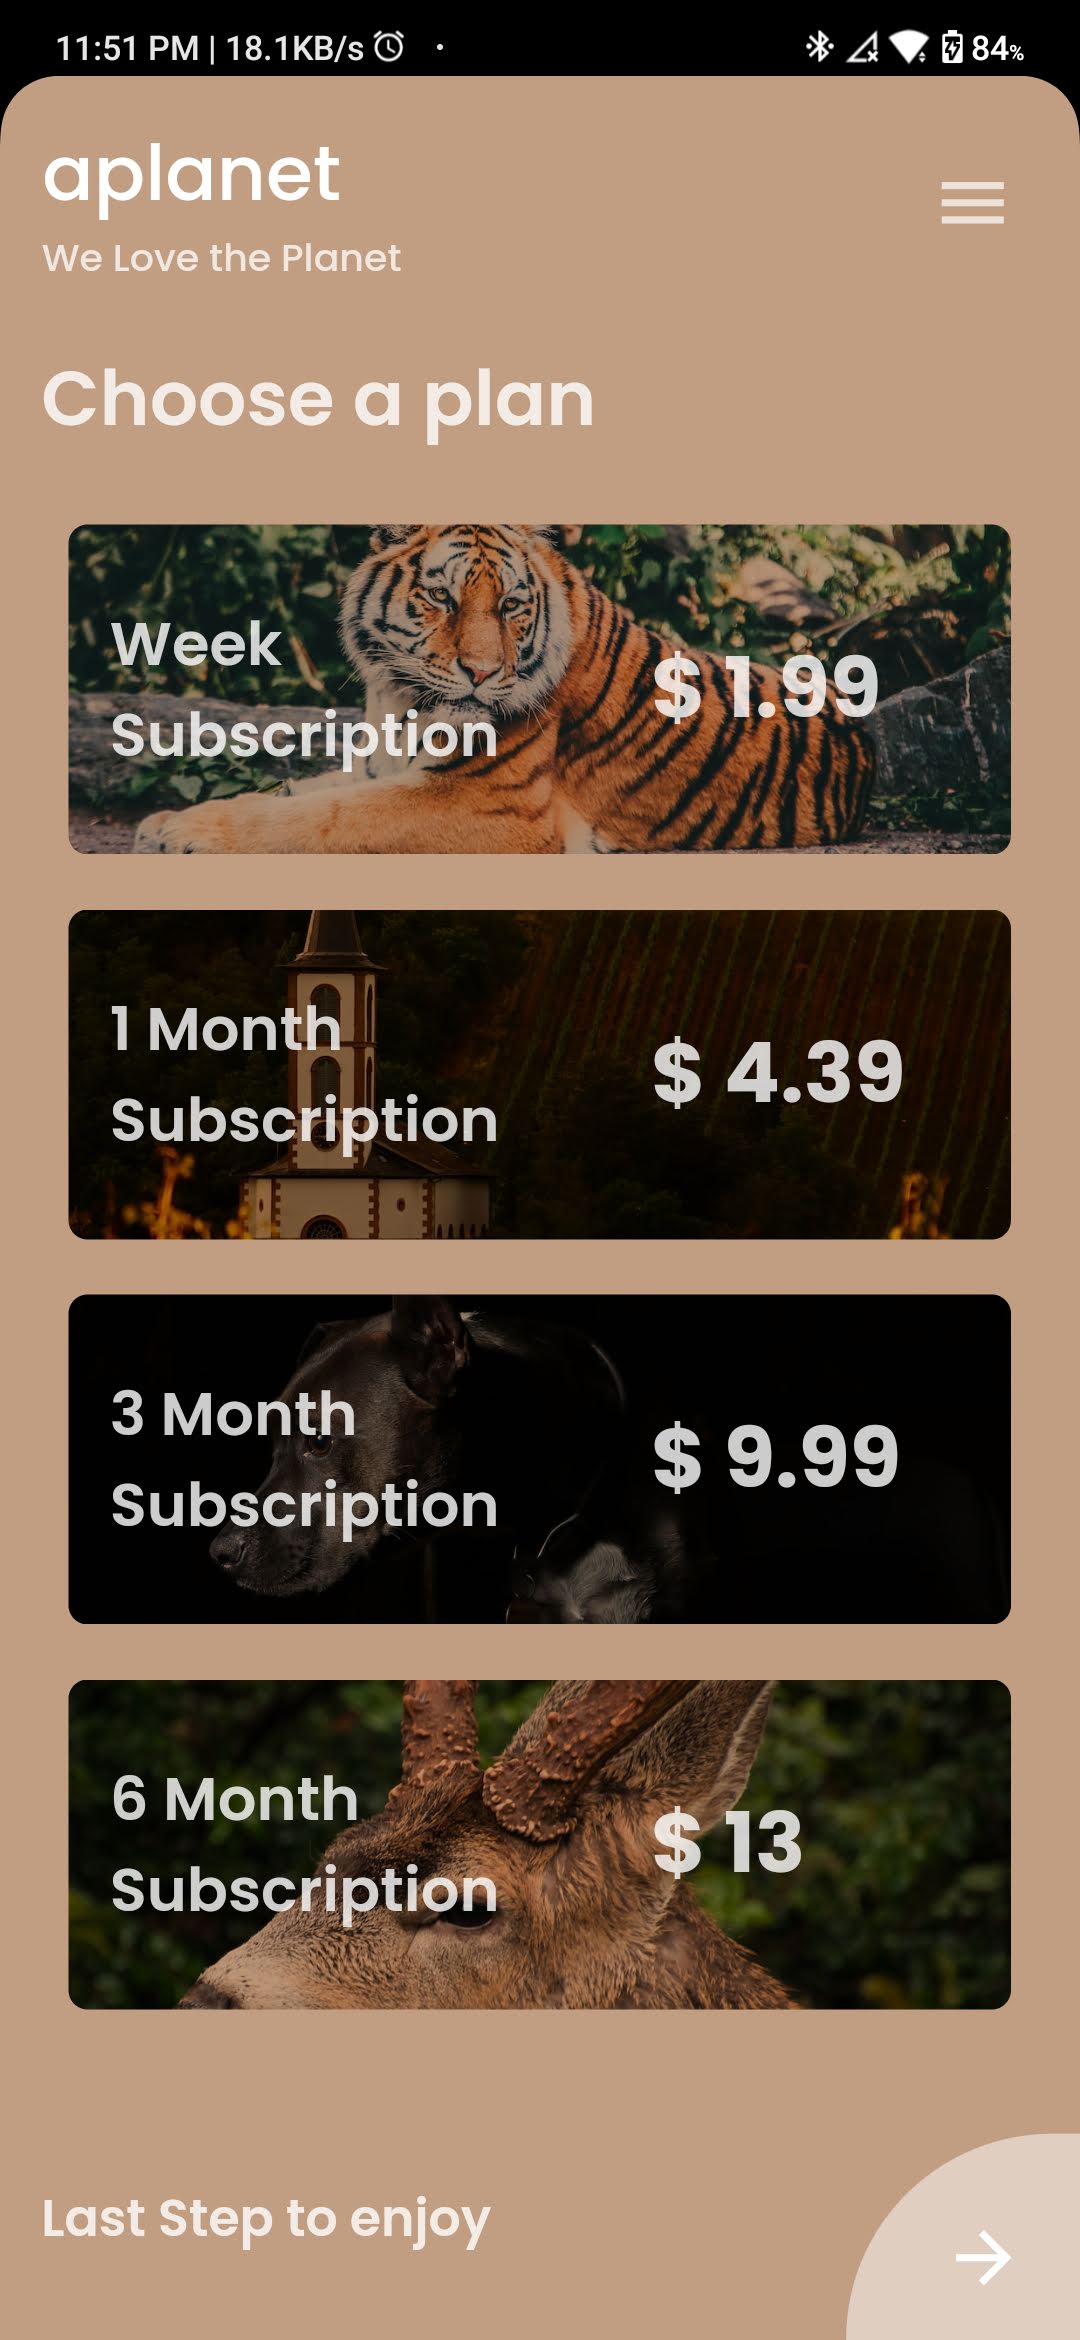 11:51 PM | 18.1KB/s
84%
aplanet
We Love the Planet
Choose a plan
Week
Subscription
$ 1.99
1 Month
Subscription
$ 4.39
3 Month
Subscription
$ 9.99
6 Month
Subscription
$ 13
Last Step to enjoy